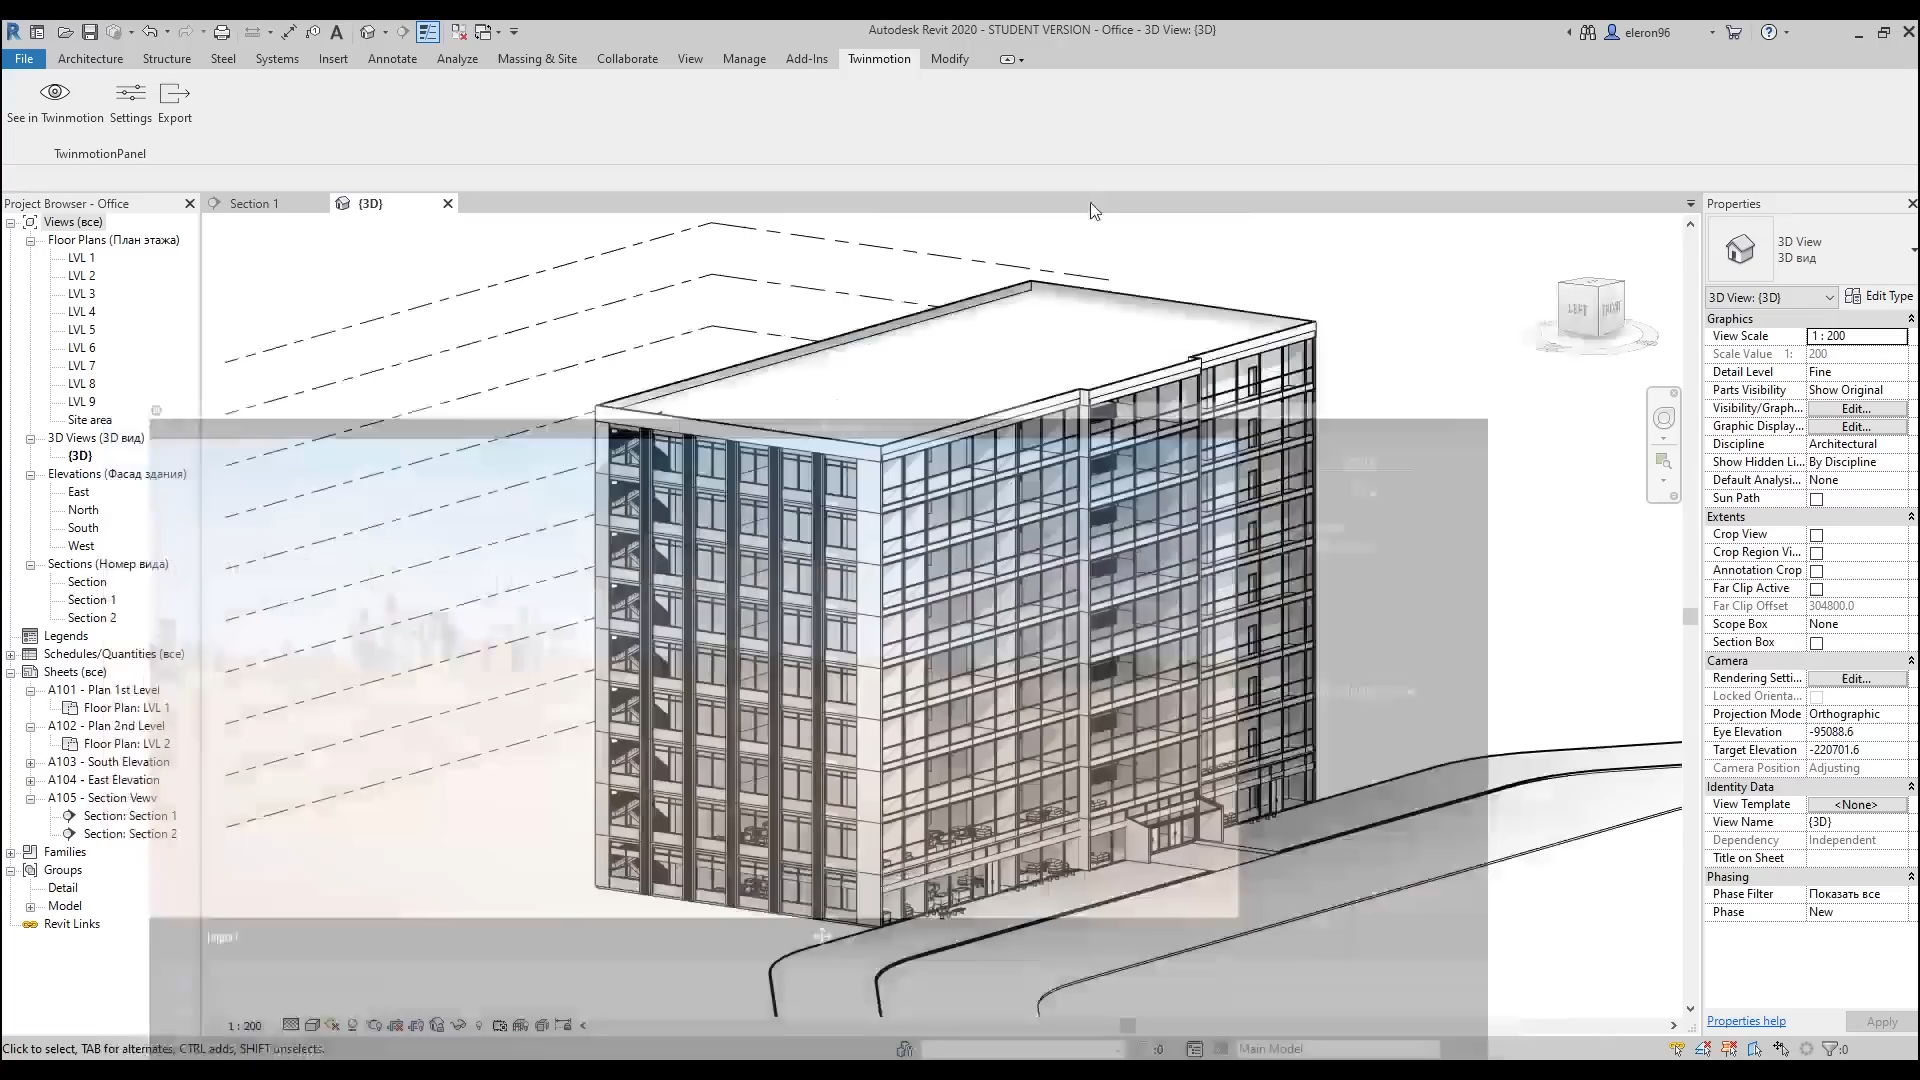 Autodesk Revit 2020 - STUDENT VERSION - Office - 3D View: {3D}
eleron96
File Architecture Structure Steel Systems Insert Annotate Analyze Massing & Site Collaborate View Manage Add-Ins Twinmotion Modify
See in Twinmotion Settings Export
TwinmotionPanel
Project Browser - Office
Section 1 {3D}
Views (все)
Floor Plans (План этажа)
LVL 1
LVL 2
LVL 3
LVL 4
LVL 5
LVL 6
LVL 7
LVL 8
LVL 9
Site area
3D Views (3D вид)
{3D}
Elevations (Фасад здания)
East
North
South
West
Sections (Номер вида)
Section
Section 1
Section 2
Legends
Schedules/Quantities (все)
Sheets (все)
A101 - Plan 1st Level
Floor Plan: LVL 1
A102 - Plan 2nd Level
Floor Plan: LVL 2
A103 - South Elevation
A104 - East Elevation
A105 - Section Vewv
Section: Section 1
Section: Section 2
Families
Groups
Detail
Model
Revit Links
LEFT
Properties
3D View
3D вид
3D View: {3D} Edit Type
Graphics
View Scale 1 : 200
Scale Value 1: 200
Detail Level Fine
Parts Visibility Show Original
Visibility/Graph... Edit...
Graphic Display... Edit...
Discipline Architectural
Show Hidden Li... By Discipline
Default Analysi... None
Sun Path
Extents
Crop View
Crop Region Vi...
Annotation Crop
Far Clip Active
Far Clip Offset 304800.0
Scope Box None
Section Box
Camera
Rendering Setti... Edit...
Locked Orienta...
Projection Mode Orthographic
Eye Elevation -95088.6
Target Elevation -220701.6
Camera Position Adjusting
Identity Data
View Template <None>
View Name {3D}
Dependency Independent
Title on Sheet
Phasing
Phase Filter Показать все
Phase New
Properties help Apply
1 : 200
Click to select, TAB for alternates, CTRL adds, SHIFT unselects.
:0
Main Model
:0